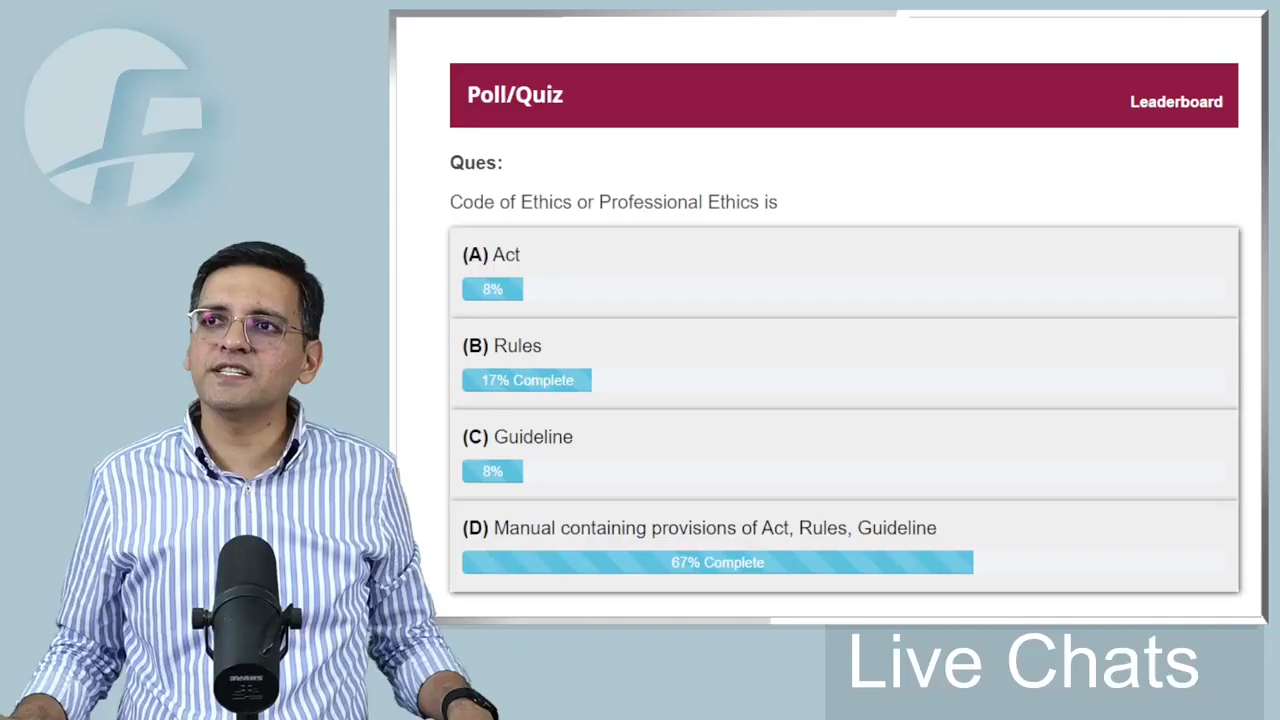 Poll/Quiz
Leaderboard
Ques:
Code of Ethics or Professional Ethics is
(A) Act
8%
(B) Rules
17% Complete
(C) Guideline
8%
(D) Manual containing provisions of Act, Rules, Guideline
67% Complete
Live Chats
SHURE